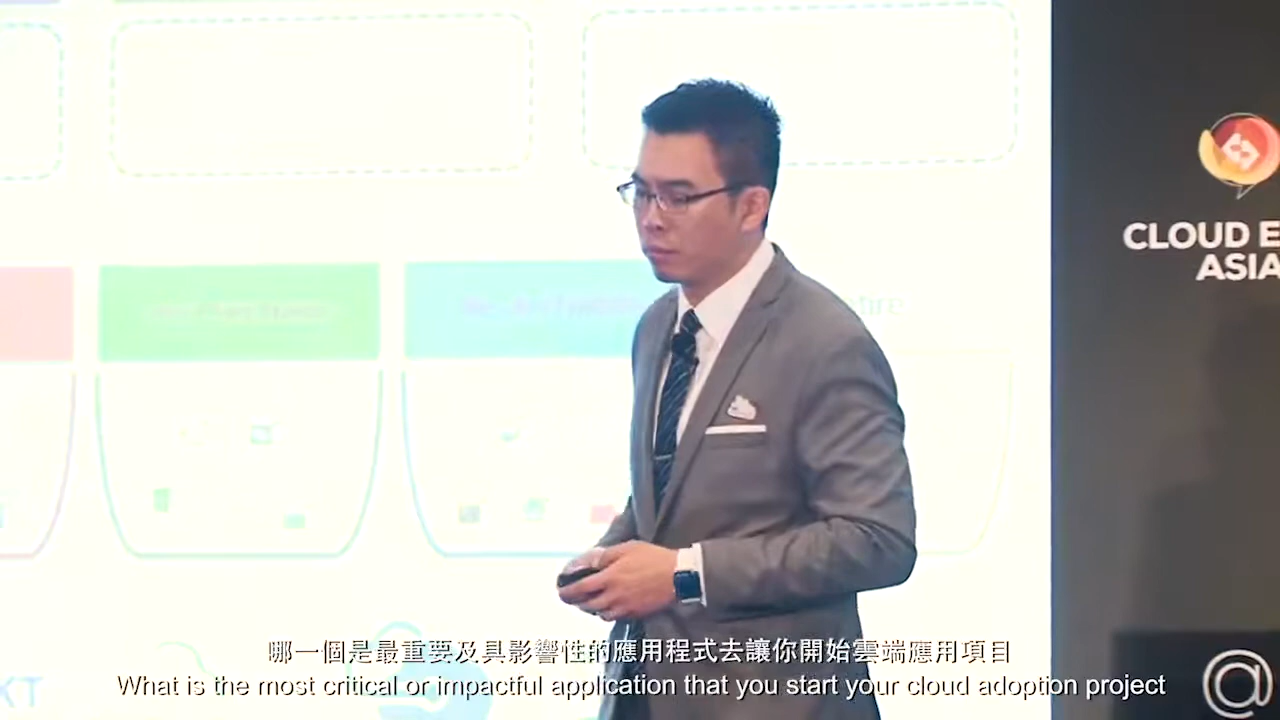 CLOUD E
ASIA
哪一個是最重要及具影響性的應用程式去讓你開始雲端應用項目
What is the most critical or impactful application that you start your cloud adoption project
XT
@